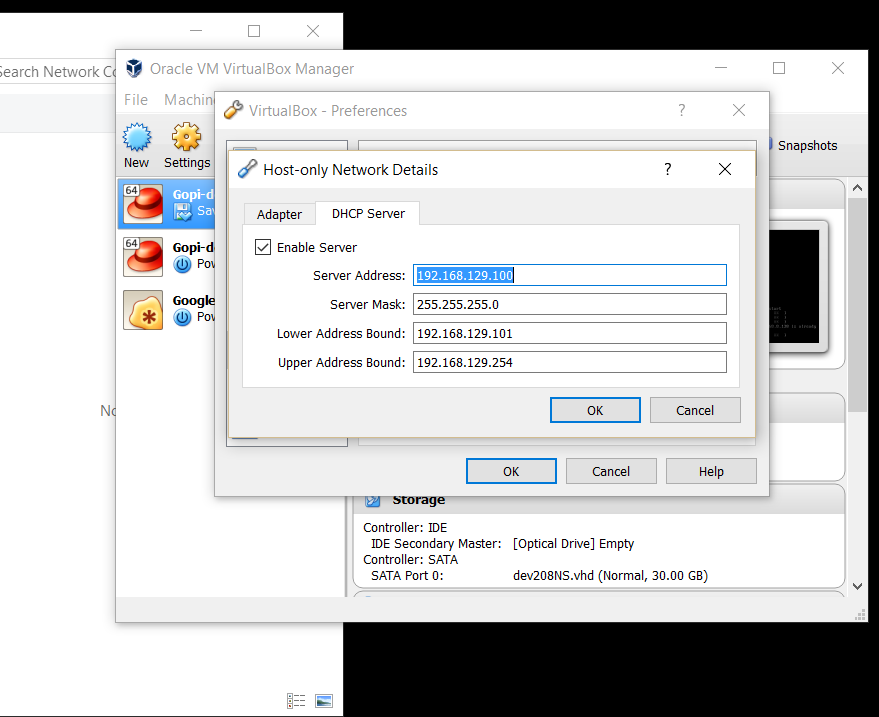 Search Network Co
Oracle VM VirtualBox Manager
File Machin
VirtualBox - Preferences
?
New Settings
Snapshots
Host-only Network Details
?
64
Gopi-d
Sav
Adapter DHCP Server
Enable Server
Server Address: 192.168.129.100
64
Gopi-d
Pow
Server Mask: 255.255.255.0
Google
Pow
Lower Address Bound: 192.168.129.101
Upper Address Bound: 192.168.129.254
No
OK Cancel
OK Cancel Help
Storage
Controller: IDE
IDE Secondary Master: [Optical Drive] Empty
Controller: SATA
SATA Port 0: dev208NS.vhd (Normal, 30.00 GB)